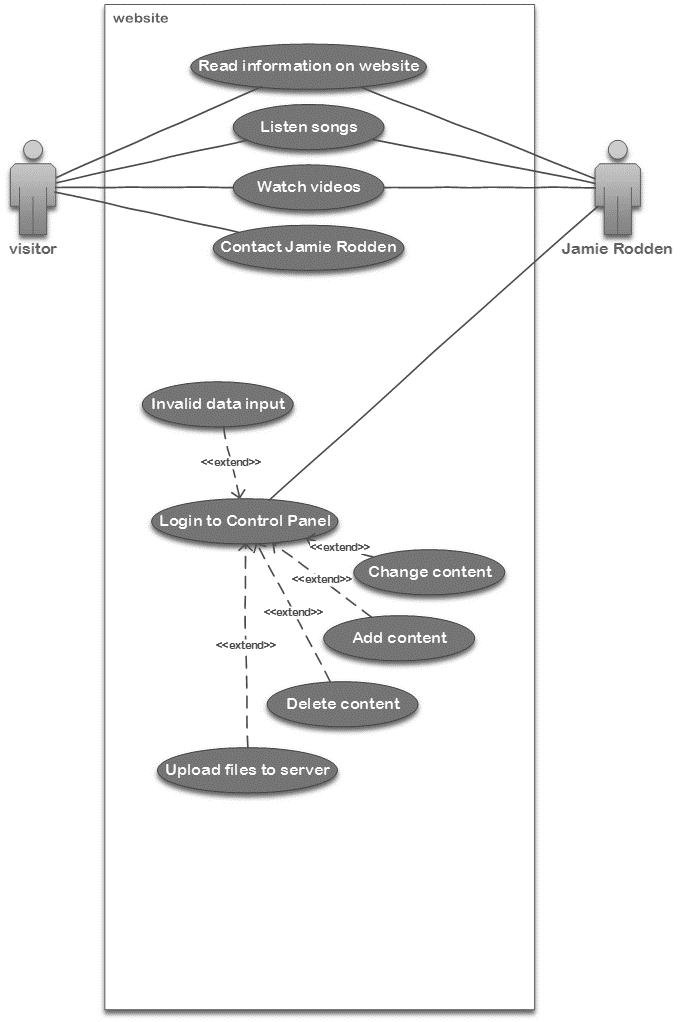 website
Read information on website
Listen songs
Watch videos
Contact Jamie Rodden
visitor
Jamie Rodden
Invalid data input
<<extend>>
Login to Control Panel
<<extend>>
Change content
<<extend>>
<<extend>>
Add content
<<extend>>
Delete content
Upload files to server